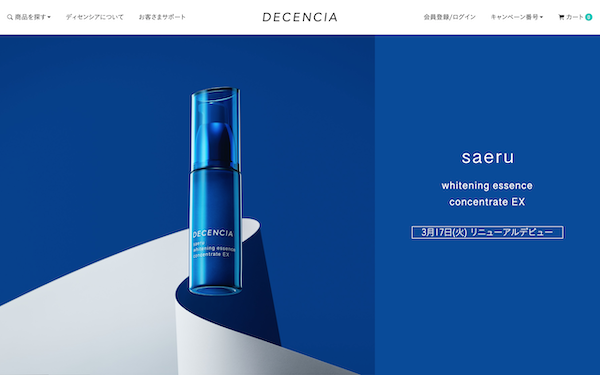 商品を探す
ディセンシアについて
お客さまサポート
DECENCIA
会員登録/ログイン
キャンペーン番号
カート 0
DECENCIA
saeru
whitening essence
concentrate EX
saeru
whitening essence
concentrate EX
3月17日(火) リニューアルデビュー